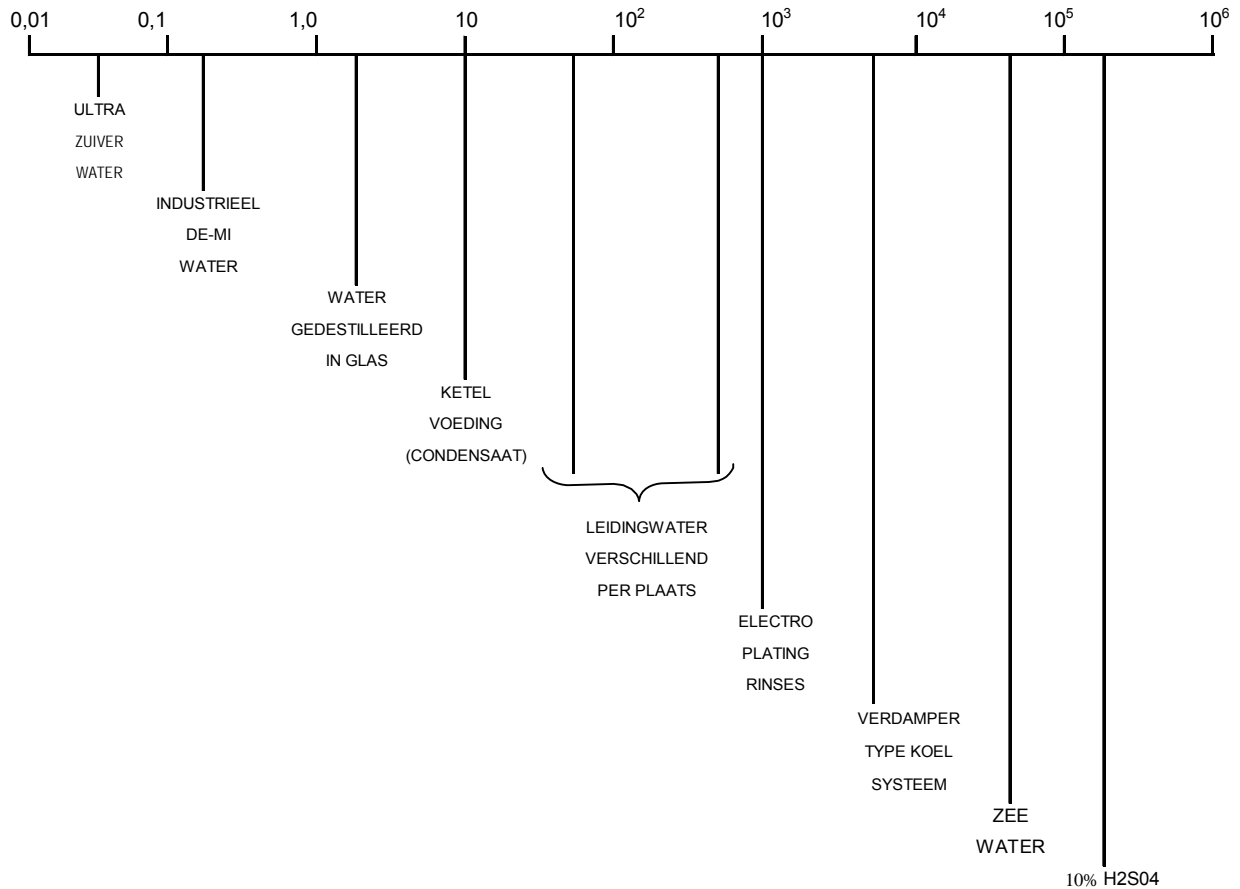 0,01 0,1 1,0 10 10² 10³ 10⁴ 10⁵ 10⁶
ULTRA
ZUIVER
WATER
INDUSTRIEEL
DE-MI
WATER
WATER
GEDESTILLEERD
IN GLAS
KETEL
VOEDING
(CONDENSAAT)
LEIDINGWATER
VERSCHILLEND
PER PLAATS
ELECTRO
PLATING
RINSES
VERDAMPER
TYPE KOEL
SYSTEEM
ZEE
WATER
10% H2S04